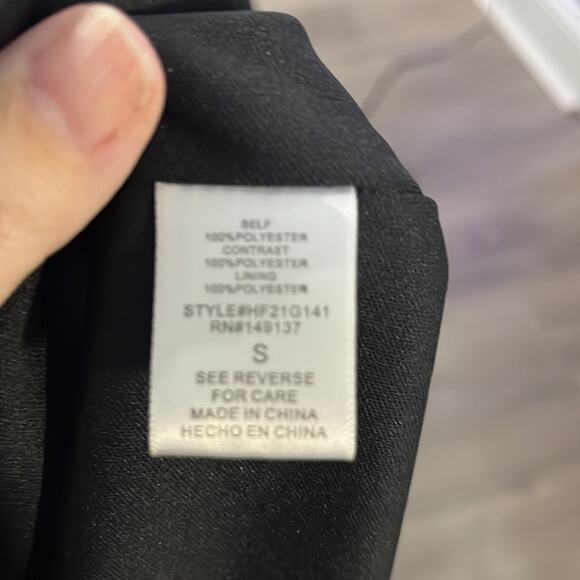 SELF
100%POLYESTER
CONTRAST
100%POLYESTER
LINING
100%POLYESTER
STYLE#HF21G141
RN#149137
S
SEE REVERSE
FOR CARE
MADE IN CHINA
HECHO EN CHINA